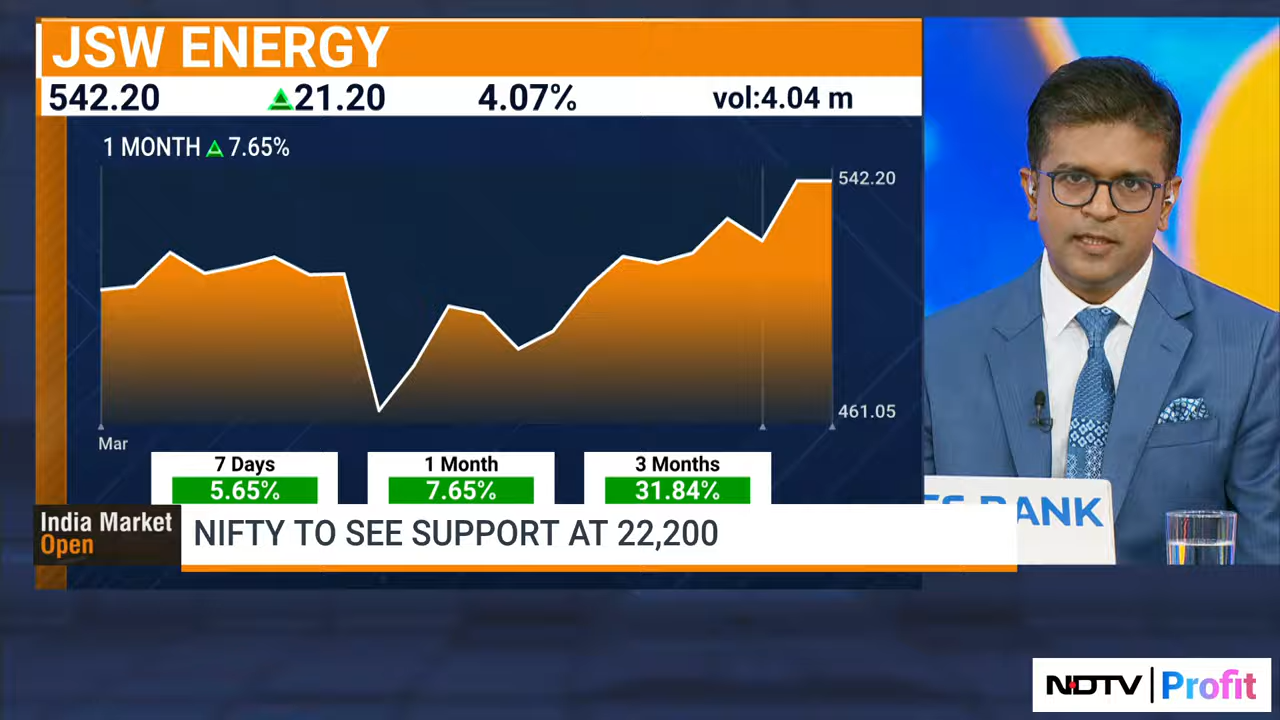 JSW ENERGY
542.20 21.20 4.07% vol:4.04 m
1 MONTH 7.65%
542.20
461.05
Mar
7 Days 1 Month 3 Months
5.65% 7.65% 31.84%
India Market
Open
NIFTY TO SEE SUPPORT AT 22,200
BANK
NDTV Profit